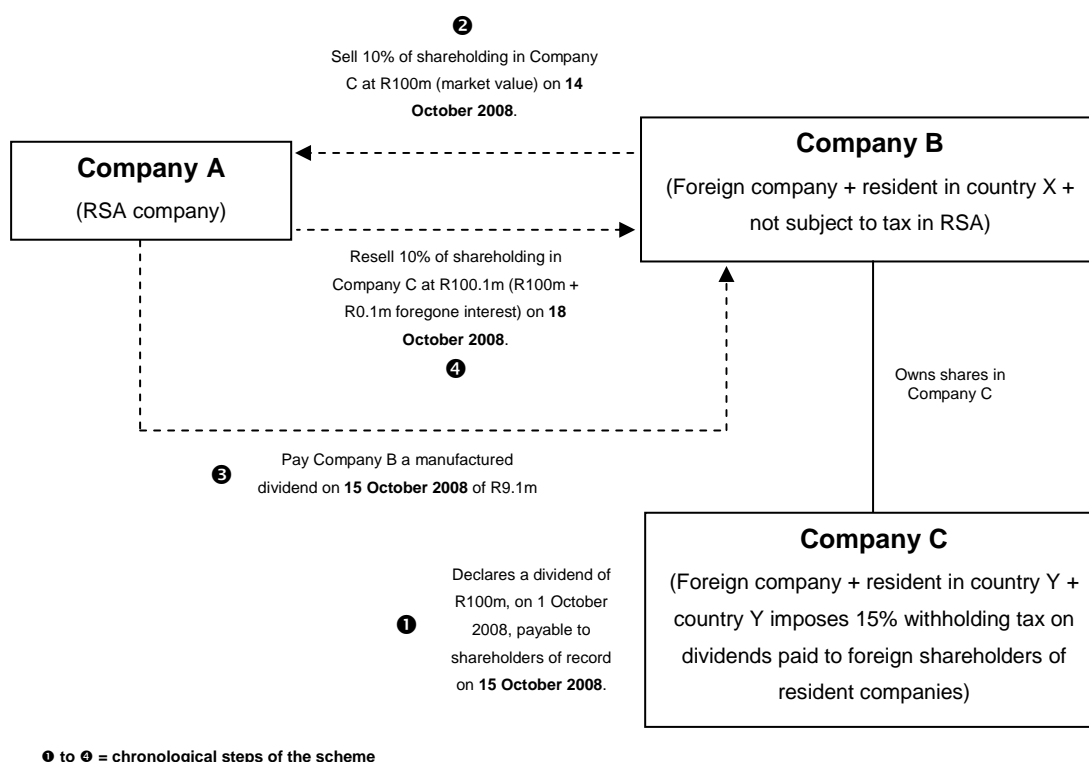 ❷
Sell 10% of shareholding in Company
C at R100m (market value) on 14
October 2008.
Company A
(RSA company)
Company B
(Foreign company + resident in country X +
not subject to tax in RSA)
Resell 10% of shareholding in
Company C at R100.1m (R100m +
R0.1m foregone interest) on 18
October 2008.
❹
Owns shares in
Company C
❸
Pay Company B a manufactured
dividend on 15 October 2008 of R9.1m
❶
Declares a dividend of
R100m, on 1 October
2008, payable to
shareholders of record
on 15 October 2008.
Company C
(Foreign company + resident in country Y +
country Y imposes 15% withholding tax on
dividends paid to foreign shareholders of
resident companies)
❶ to ❹ = chronological steps of the scheme